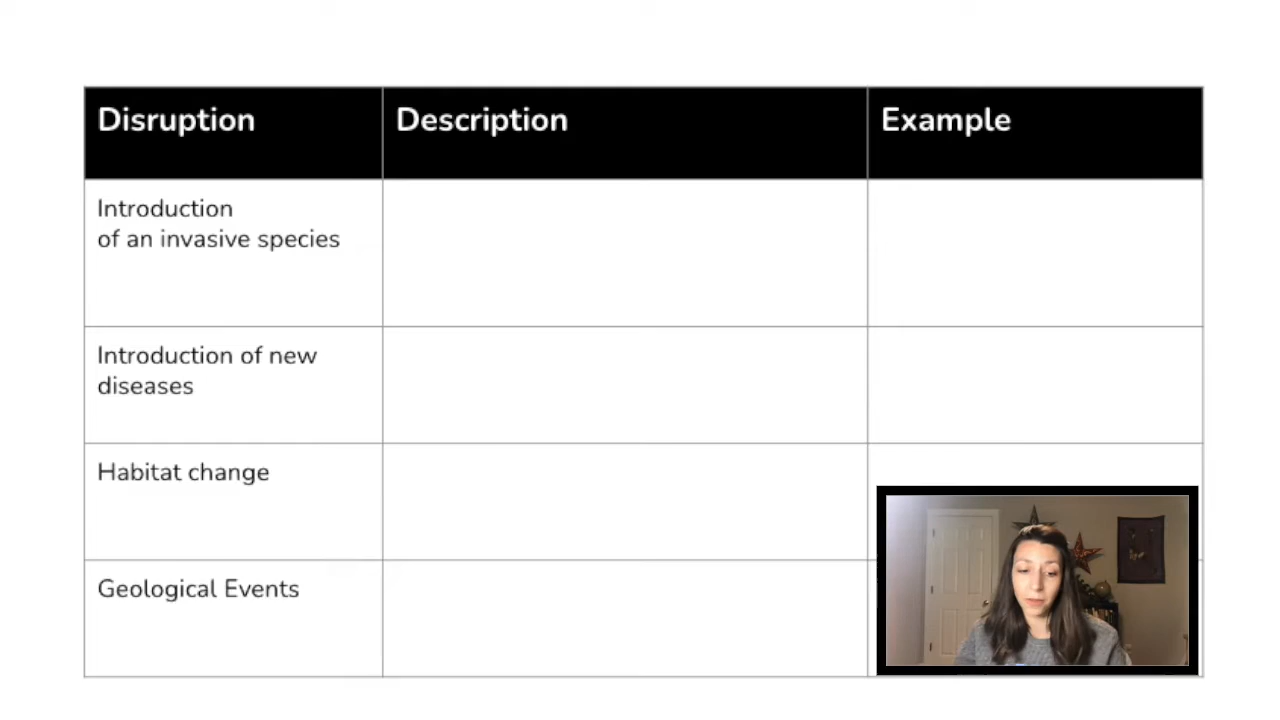 Disruption
Description
Example
Introduction
of an invasive species
Introduction of new
diseases
Habitat change
Geological Events